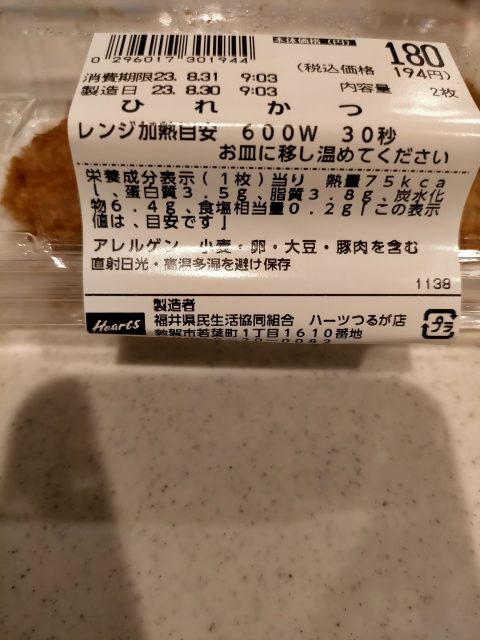 0 296017 301944
本体価格 (円)
180
(税込価格 194円)
消費期限23. 8.31 9:03
製造日 23. 8.30 9:03
内容量 2枚
ひれかつ
レンジ加熱目安 600W 30秒
お皿に移し温めてください
栄養成分表示(1枚)当り 熱量75kca
l、蛋白質3.5g、脂質3.8g、炭水化
物6.4g、食塩相当量0.2g「この表示
値は、目安です」
アレルゲン 小麦・卵・大豆・豚肉を含む
直射日光・高温多湿を避け保存
1138
製造者
Hearts
福井県民生活協同組合 ハーツつるが店
敦賀市若葉町1丁目1610番地
プラ